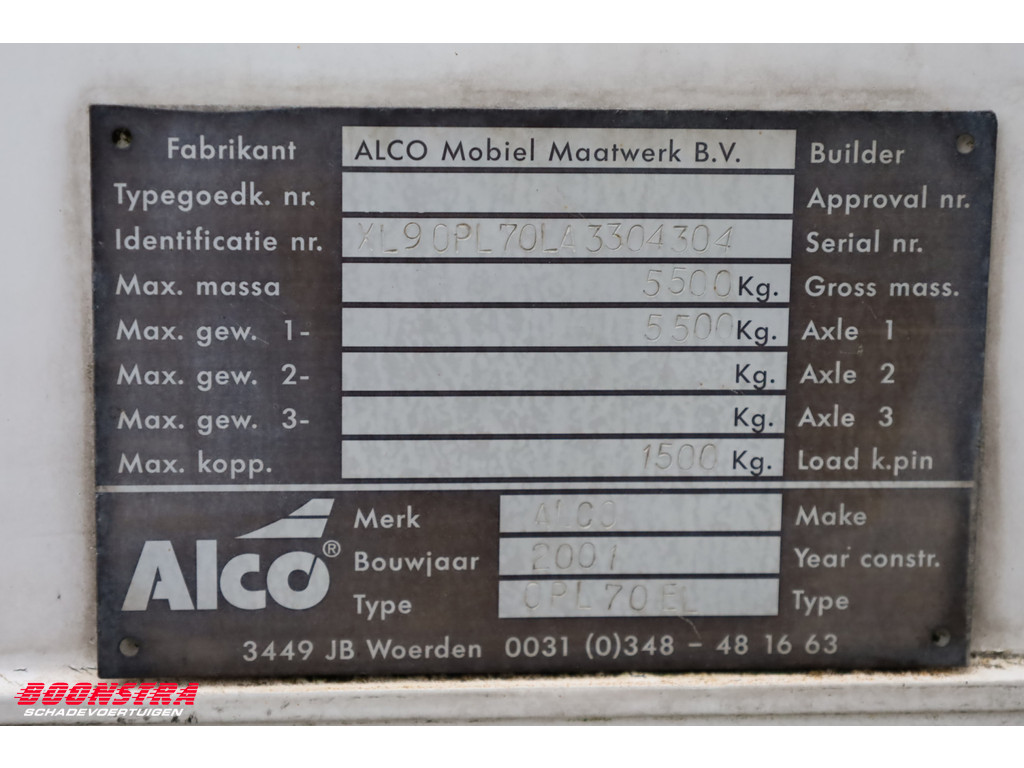 Fabrikant ALCO Mobiel Maatwerk B.V. Builder
Typegoedk. nr. Approval nr.
Identificatie nr. XL9OPL70LA3304304 Serial nr.
Max. massa 5500 Kg. Gross mass.
Max. gew. 1- 5500 Kg. Axle 1
Max. gew. 2- Kg. Axle 2
Max. gew. 3- Kg. Axle 3
Max. kopp. 1500 Kg. Load k.pin
Alco®
Merk ALCO Make
Bouwjaar 2001 Year constr.
Type OPL70EL Type
3449 JB Woerden 0031 (0)348 - 48 16 63
BOONSTRA
SCHADEVOERTUIGEN